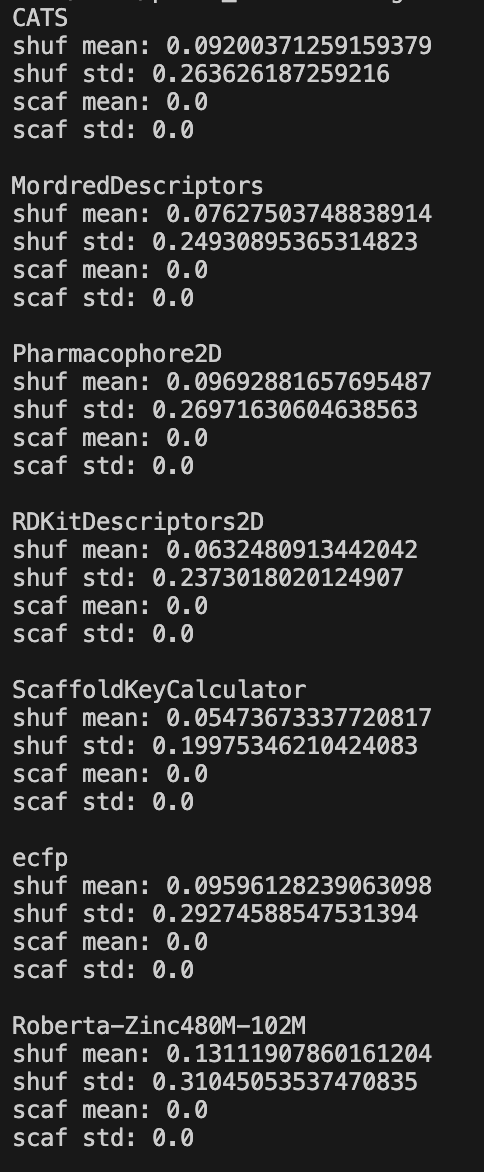 CATS
shuf mean: 0.09200371259159379
shuf std: 0.263626187259216
scaf mean: 0.0
scaf std: 0.0
MordredDescriptors
shuf mean: 0.07627503748838914
shuf std: 0.24930895365314823
scaf mean: 0.0
scaf std: 0.0
Pharmacophore2D
shuf mean: 0.09692881657695487
shuf std: 0.26971630604638563
scaf mean: 0.0
scaf std: 0.0
RDKitDescriptors2D
shuf mean: 0.0632480913442042
shuf std: 0.2373018020124907
scaf mean: 0.0
scaf std: 0.0
ScaffoldKeyCalculator
shuf mean: 0.05473673337720817
shuf std: 0.19975346210424083
scaf mean: 0.0
scaf std: 0.0
ecfp
shuf mean: 0.09596128239063098
shuf std: 0.29274588547531394
scaf mean: 0.0
scaf std: 0.0
Roberta-Zinc480M-102M
shuf mean: 0.13111907860161204
shuf std: 0.31045053537470835
scaf mean: 0.0
scaf std: 0.0